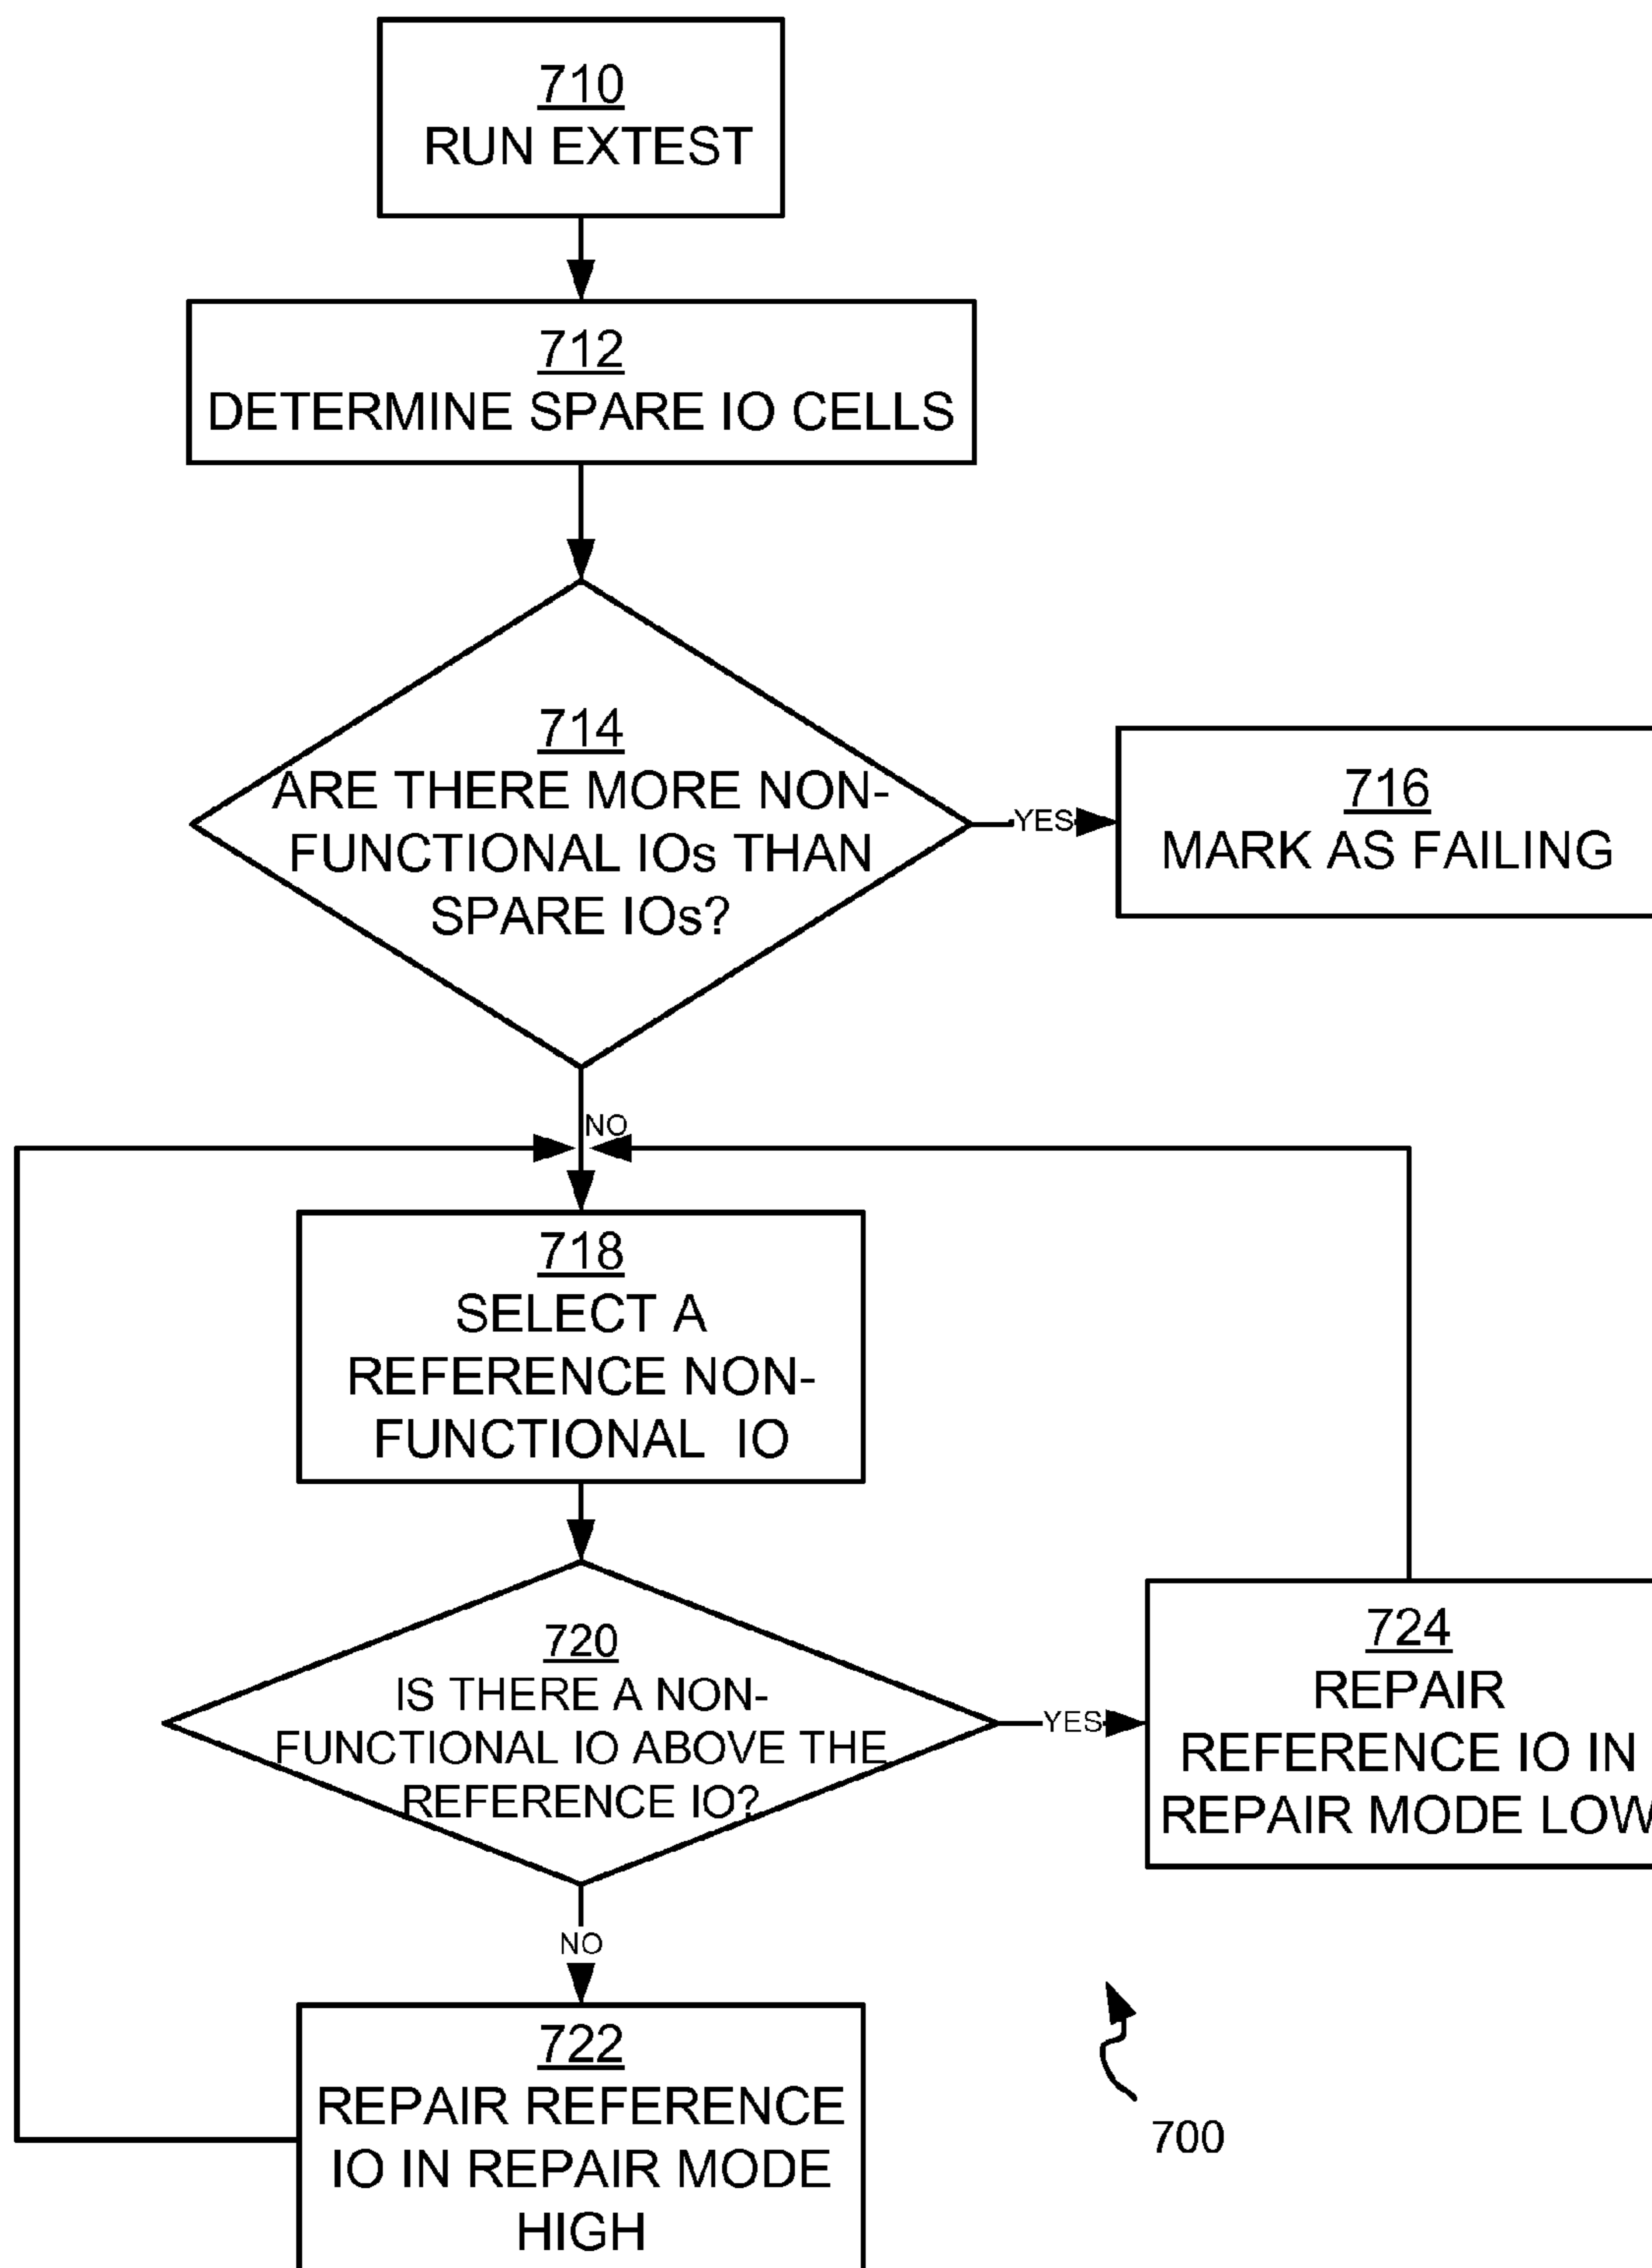 710
RUN EXTEST
712
DETERMINE SPARE IO CELLS
714
ARE THERE MORE NON-
FUNCTIONAL IOs THAN
SPARE IOs?
YES
716
MARK AS FAILING
NO
718
SELECT A
REFERENCE NON-
FUNCTIONAL IO
720
IS THERE A NON-
FUNCTIONAL IO ABOVE THE
REFERENCE IO?
YES
724
REPAIR
REFERENCE IO IN
REPAIR MODE LOW
NO
722
REPAIR REFERENCE
IO IN REPAIR MODE
HIGH
700